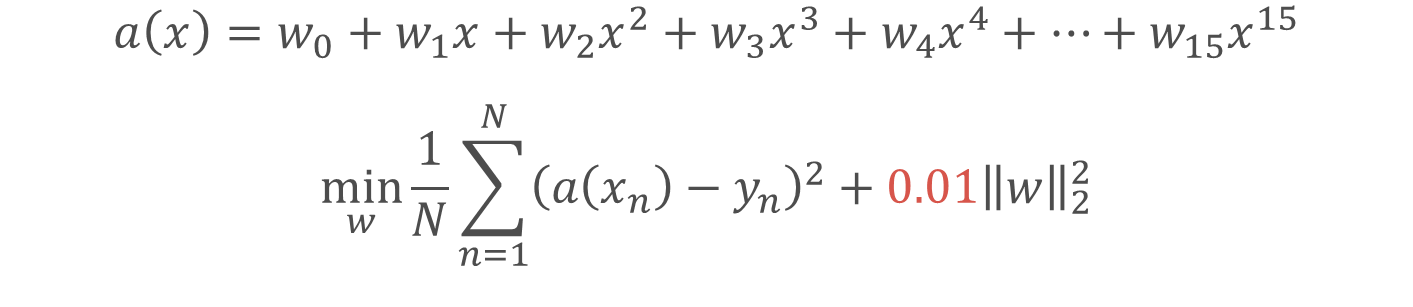 a(x) = w₀ + w₁x + w₂x² + w₃x³ + w₄x⁴ + ⋯ + w₁₅x¹⁵
min_w 1/N ∑_{n=1}^{N} (a(xₙ) − yₙ)² + 0.01‖w‖₂²